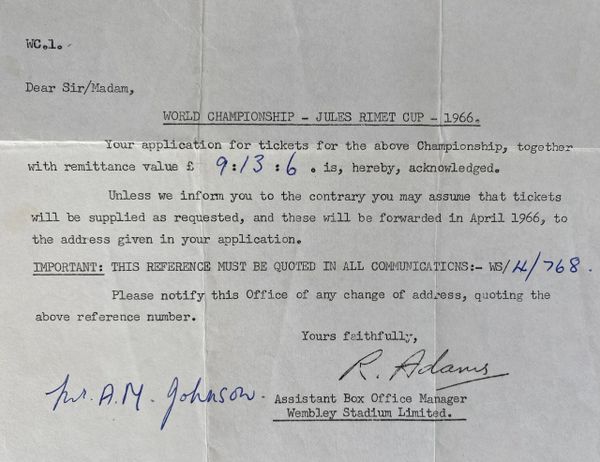 WC.1.
Dear Sir/Madam,
WORLD CHAMPIONSHIP - JULES RIMET CUP - 1966.
Your application for tickets for the above Championship, together
with remittance value £ 9:13:6. is, hereby, acknowledged.
Unless we inform you to the contrary you may assume that tickets
will be supplied as requested, and these will be forwarded in April 1966, to
the address given in your application.
IMPORTANT: THIS REFERENCE MUST BE QUOTED IN ALL COMMUNICATIONS:- WS/H/768.
Please notify this Office of any change of address, quoting the
above reference number.
Yours faithfully,
R. Adams
Mr. A.M. Johnson.
Assistant Box Office Manager
Wembley Stadium Limited.